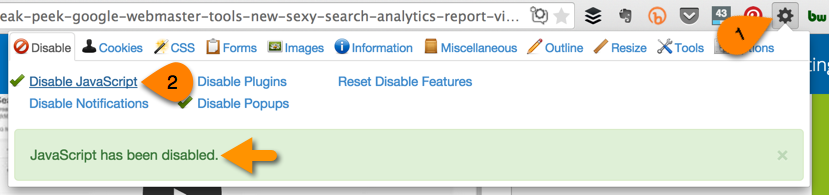 eak-peek-google-webmaster-tools-new-sexy-search-analytics-report-vi... 43 bw
1
Disable Cookies CSS Forms Images Information Miscellaneous Outline Resize Tools
ting
Disable JavaScript 2 Disable Plugins Reset Disable Features
Disable Notifications Disable Popups
JavaScript has been disabled. ×